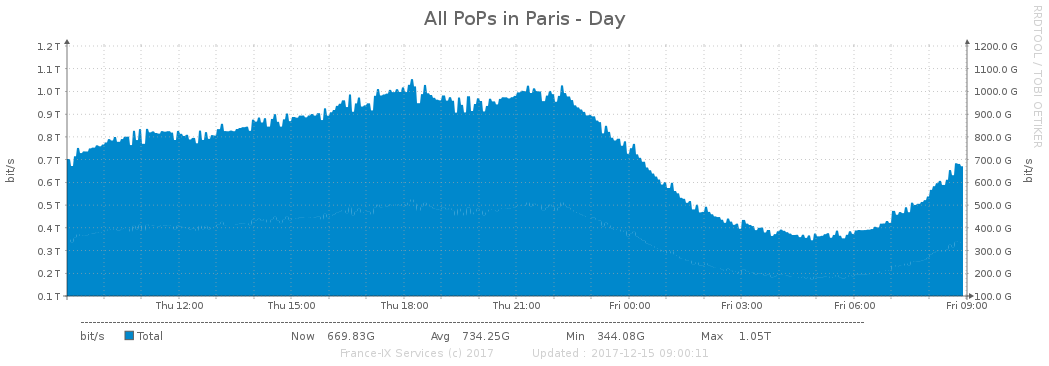 All PoPs in Paris - Day
RRDTOOL / TOBI OETIKER
bit/s
1.2 T
1.1 T
1.0 T
0.9 T
0.8 T
0.7 T
0.6 T
0.5 T
0.4 T
0.3 T
0.2 T
0.1 T
1200.0 G
1100.0 G
1000.0 G
900.0 G
800.0 G
700.0 G
600.0 G
500.0 G
400.0 G
300.0 G
200.0 G
100.0 G
bit/s
Thu 12:00 Thu 15:00 Thu 18:00 Thu 21:00 Fri 00:00 Fri 03:00 Fri 06:00 Fri 09:00
bit/s Total Now 669.83G Avg 734.25G Min 344.08G Max 1.05T
France-IX Services (c) 2017 Updated : 2017-12-15 09:00:11